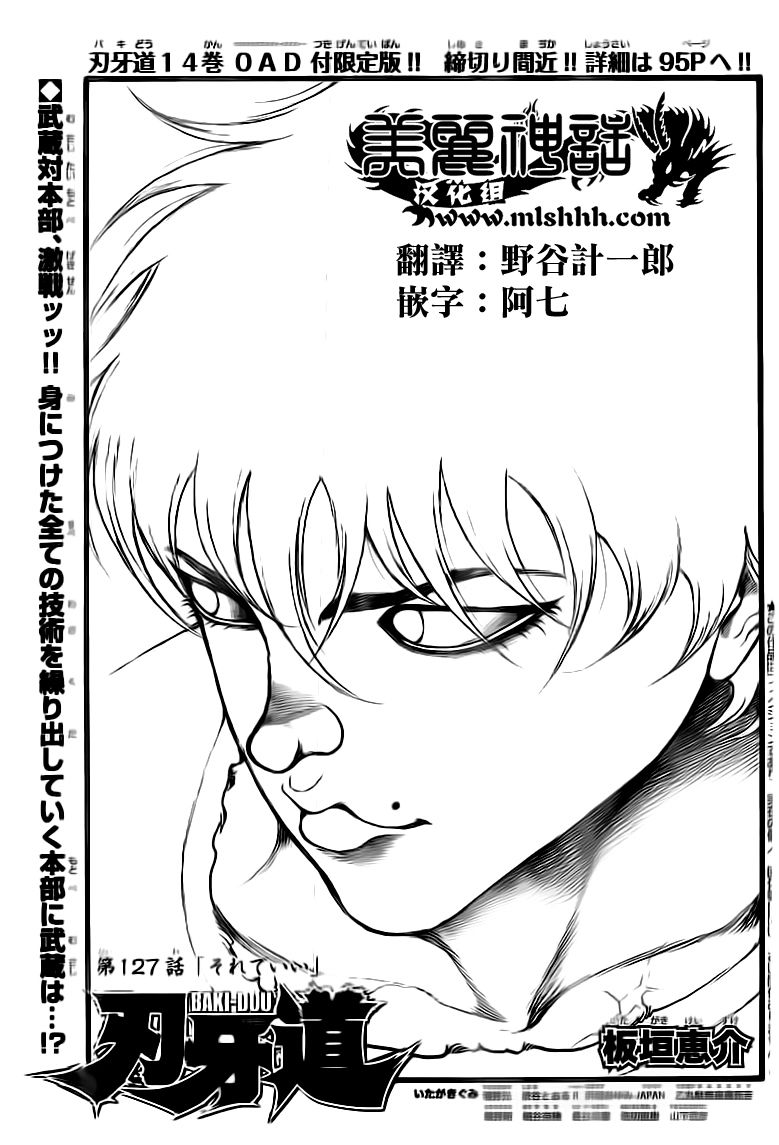 刃牙道14巻 OAD付限定版!! 締切り間近!! 詳細は95Pへ!!
◆武蔵対本部、激戦ッッ!! 身につけた全ての技術を繰り出していく本部に武蔵は…!?
美麗神話
汉化组
www.mlshhh.com
翻譯：野谷計一郎
嵌字：阿七
第127話「それでいい」
BAKI-DOU
刃牙道
板垣恵介
いたがきぐみ